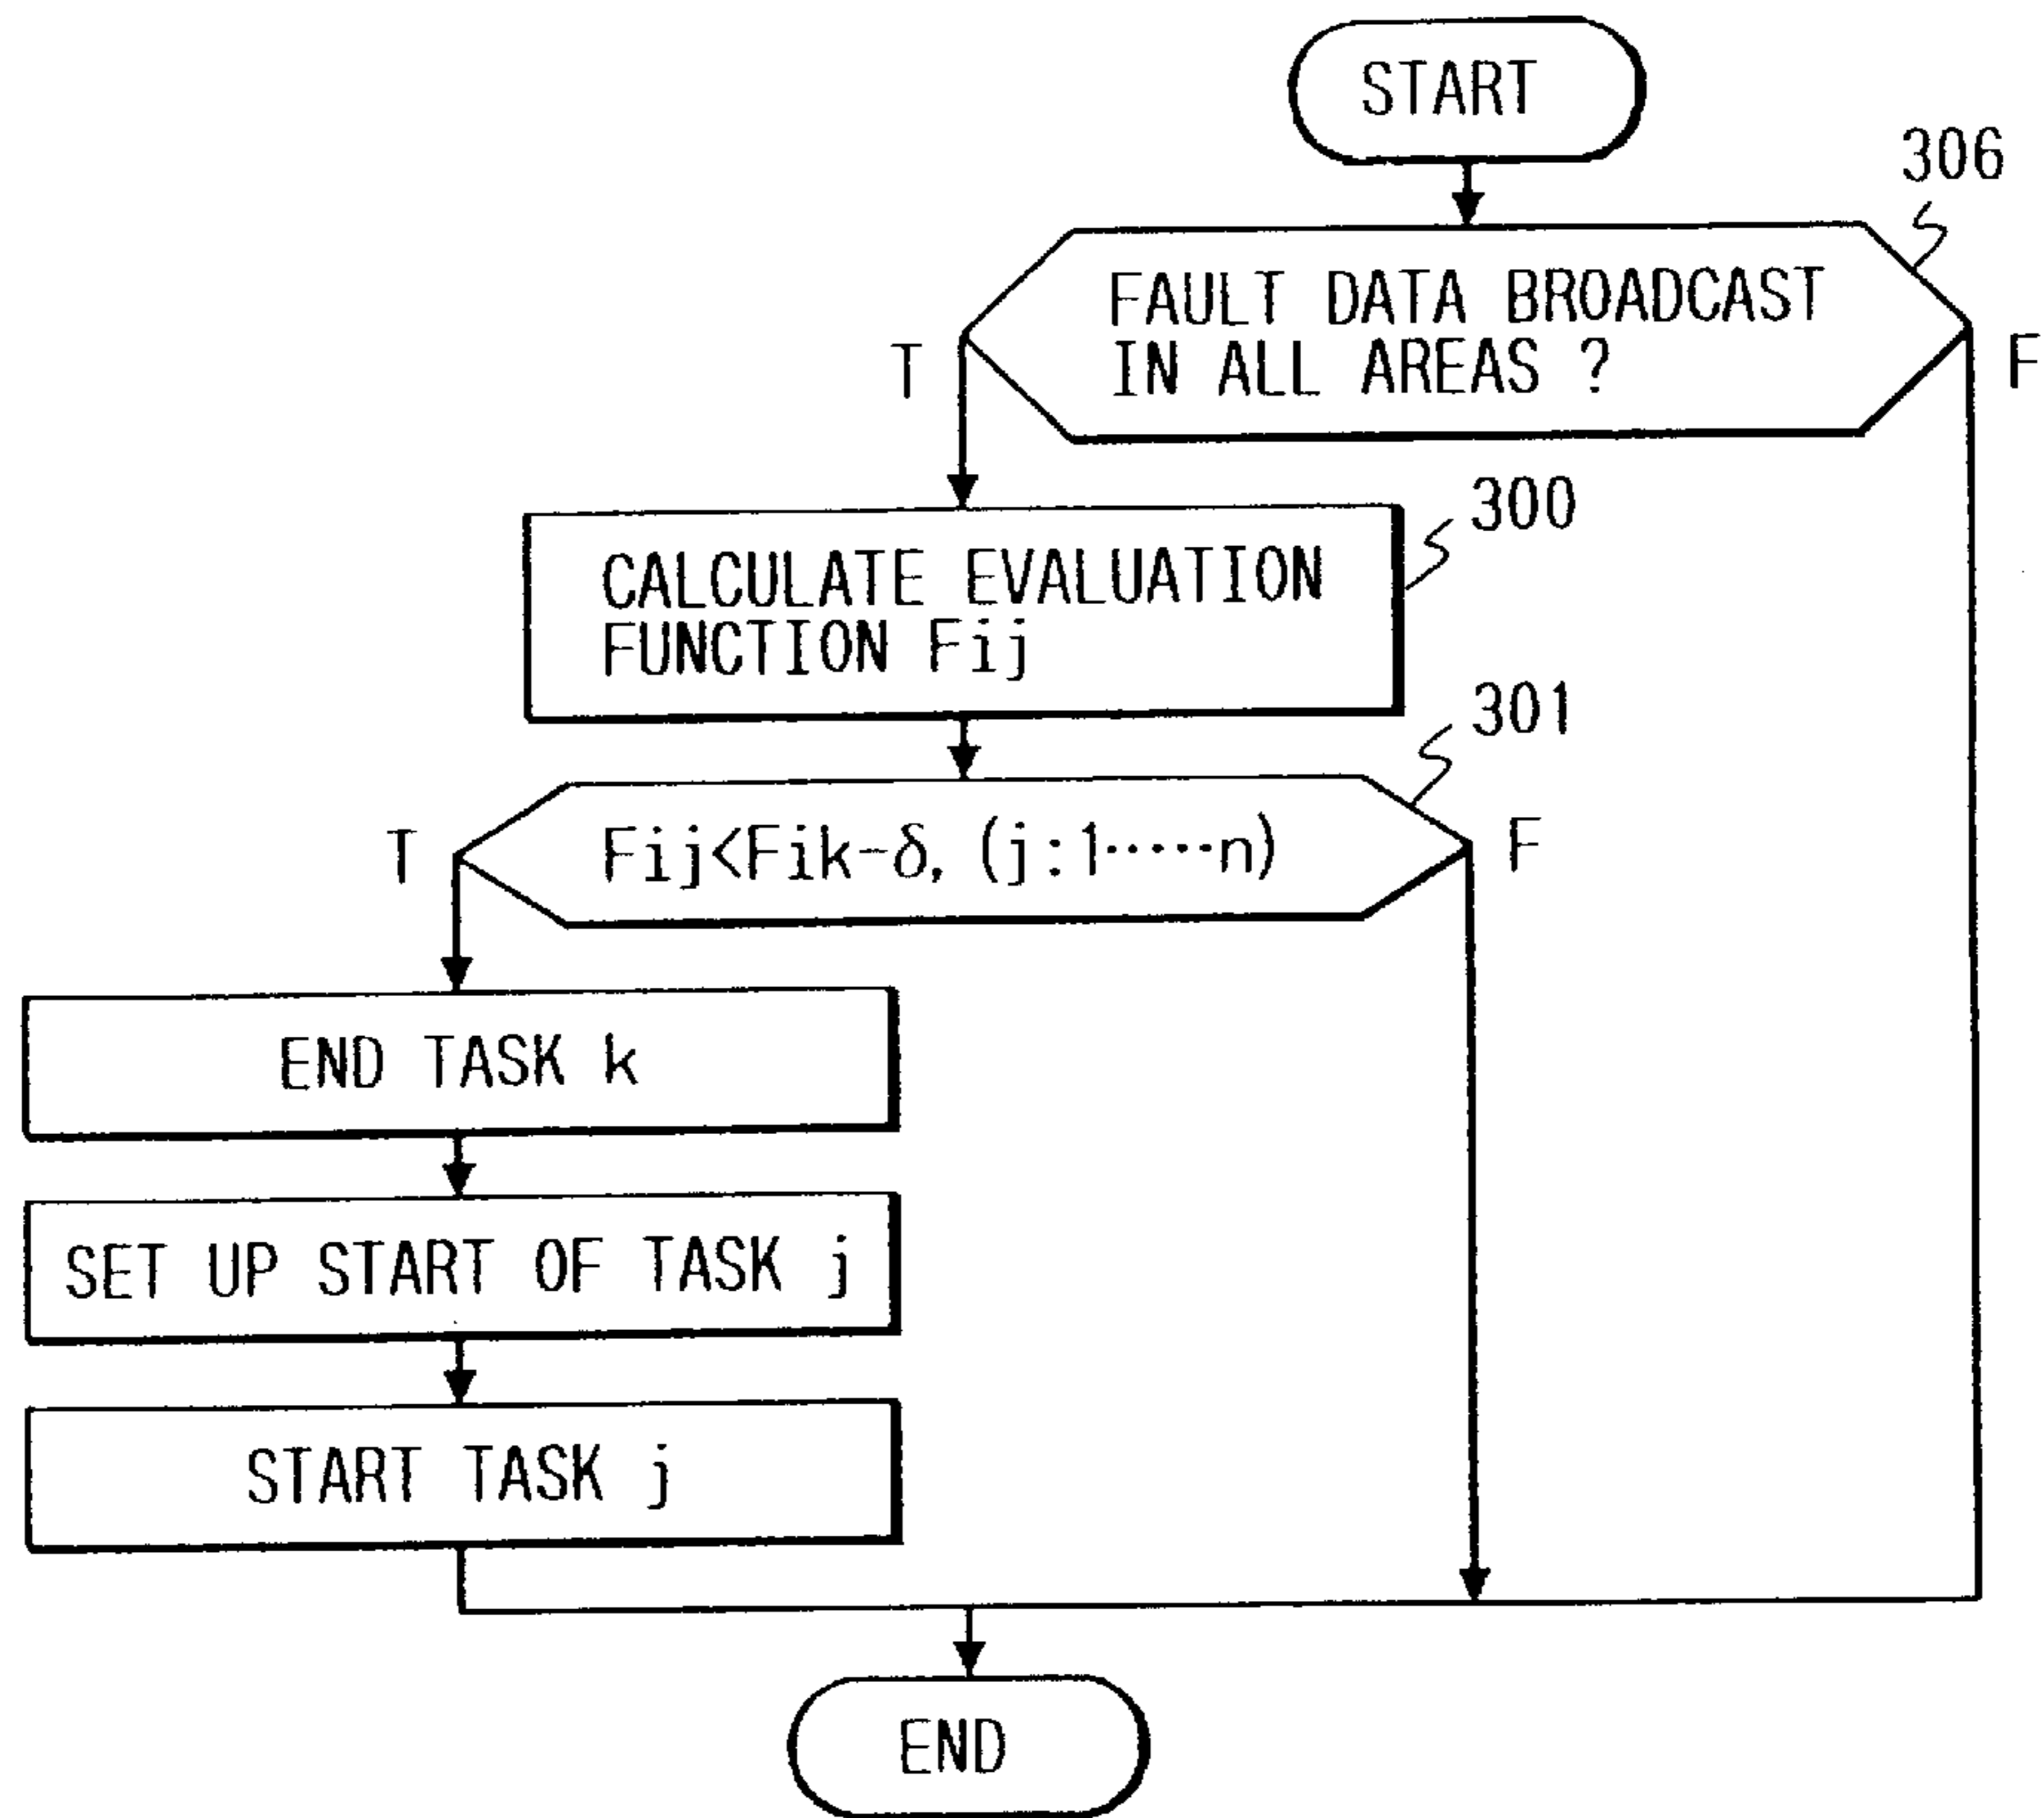 START
306
FAULT DATA BROADCAST
IN ALL AREAS ?
T
F
300
CALCULATE EVALUATION
FUNCTION Fij
301
T
Fij<Fik-δ, (j:1·····n)
F
END TASK k
SET UP START OF TASK j
START TASK j
END